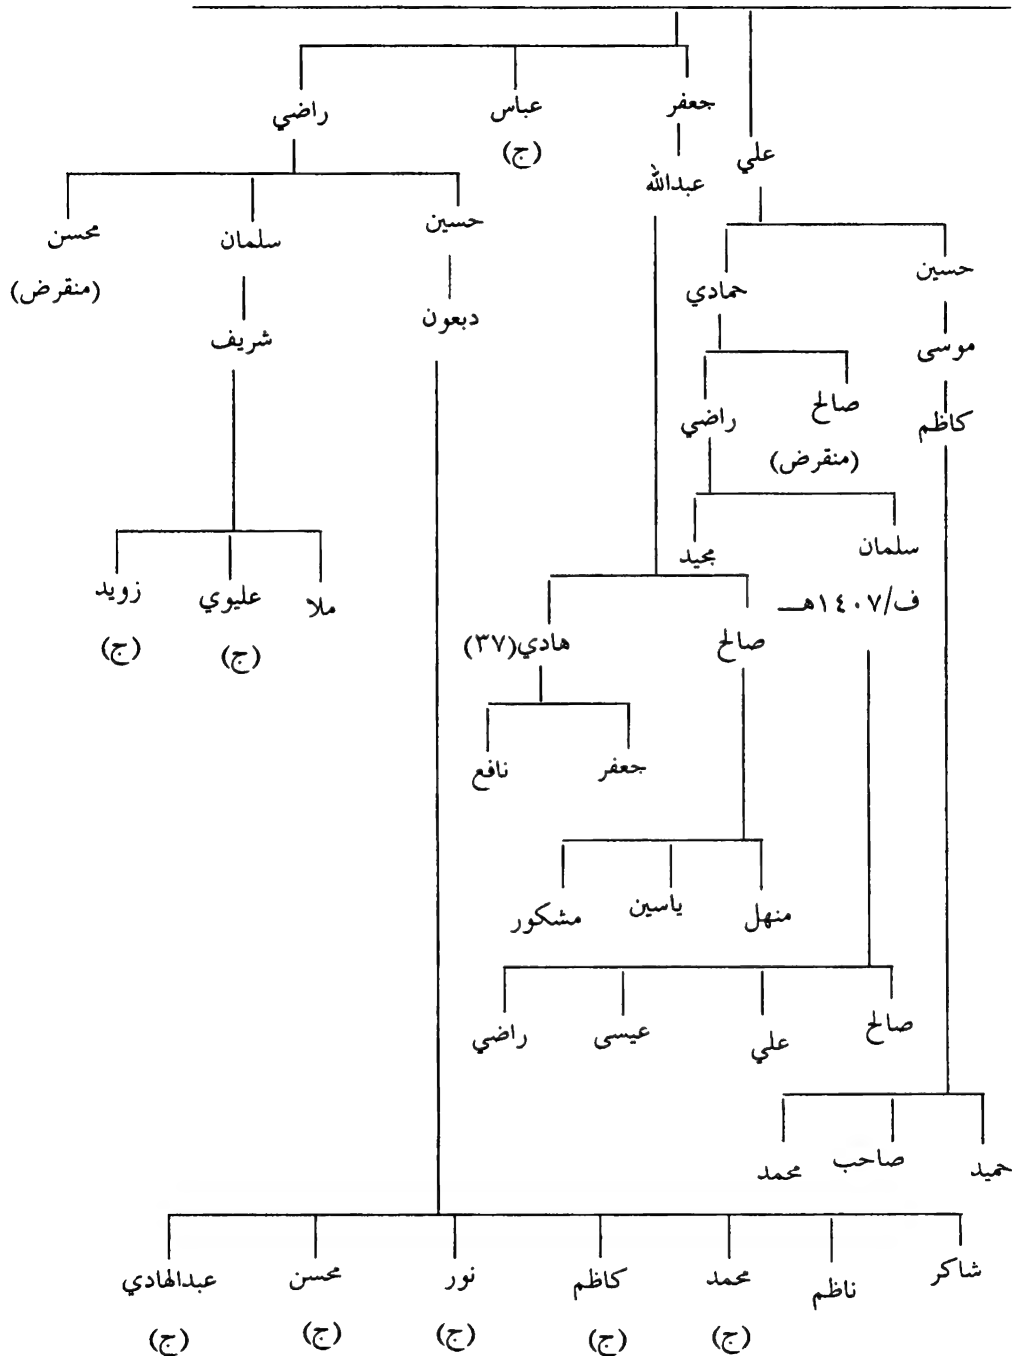 جعفر عباس راضي
(ج)
علي
عبدالله
حسين سلمان محسن
(منقرض)
حسين
حمادي
دبعون
شريف
موسى
صالح
(منقرض)
راضي
كاظم
سلمان
ف/١٤٠٧هـ
مجيد
ملا عليوي زويد
(ج) (ج)
صالح هادي(٣٧)
جعفر نافع
منهل ياسين مشكور
صالح علي عيسى راضي
حميد صاحب محمد
شاكر ناظم محمد كاظم نور محسن عبدالهادي
(ج) (ج) (ج) (ج) (ج)